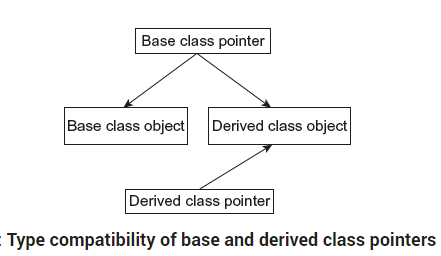 Base class pointer
Base class object
Derived class object
Derived class pointer
: Type compatibility of base and derived class pointers